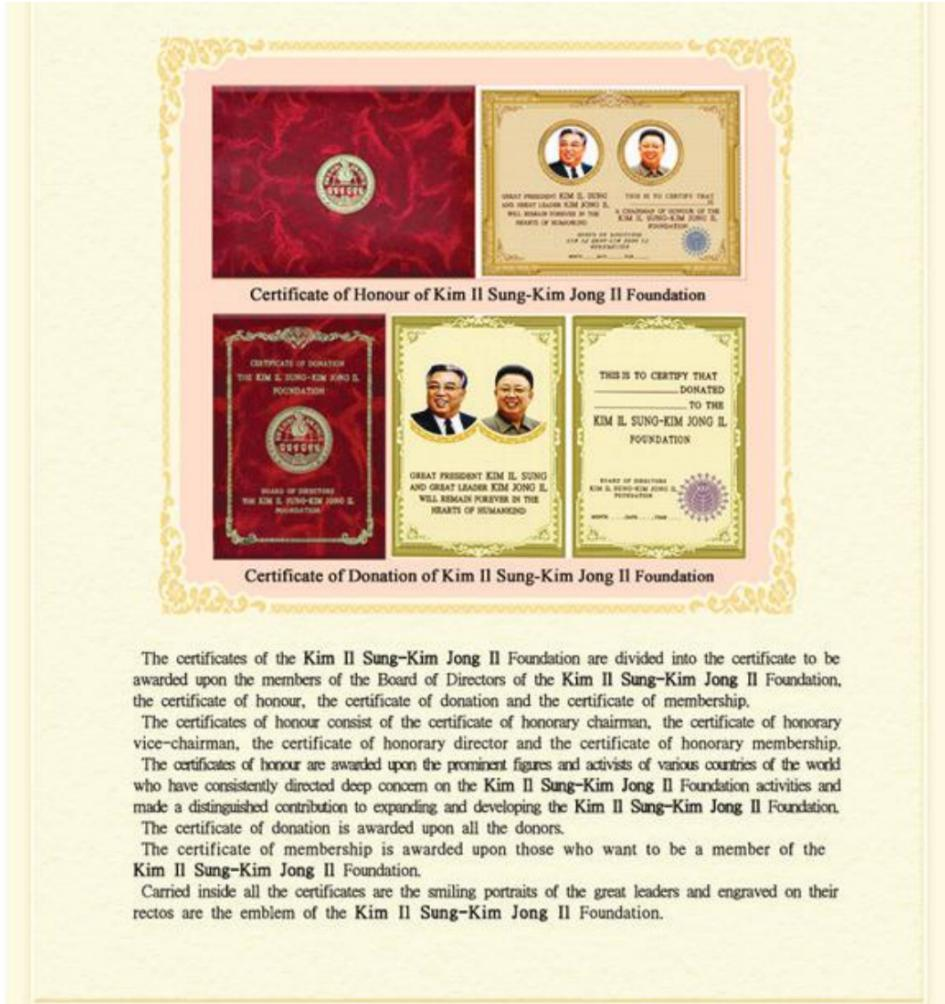 GREAT PRESIDENT KIM IL SUNG
AND GREAT LEADER KIM JONG IL
WILL REMAIN FOREVER IN THE
HEARTS OF HUMANKIND
THIS IS TO CERTIFY THAT
A CHAIRMAN OF HONOUR OF THE
KIM IL SUNG-KIM JONG IL
FOUNDATION
BOARD OF DIRECTORS
KIM IL SUNG-KIM JONG IL
FOUNDATION
Certificate of Honour of Kim Il Sung-Kim Jong Il Foundation
CERTIFICATE OF DONATION
THE KIM IL SUNG-KIM JONG IL
FOUNDATION
BOARD OF DIRECTORS
THE KIM IL SUNG-KIM JONG IL
FOUNDATION
GREAT PRESIDENT KIM IL SUNG
AND GREAT LEADER KIM JONG IL
WILL REMAIN FOREVER IN THE
HEARTS OF HUMANKIND
THIS IS TO CERTIFY THAT
DONATED
TO THE
KIM IL SUNG-KIM JONG IL
FOUNDATION
BOARD OF DIRECTORS
KIM IL SUNG-KIM JONG IL
FOUNDATION
MONTH DATE YEAR
Certificate of Donation of Kim Il Sung-Kim Jong Il Foundation
The certificates of the Kim Il Sung-Kim Jong Il Foundation are divided into the certificate to be
awarded upon the members of the Board of Directors of the Kim Il Sung-Kim Jong Il Foundation,
the certificate of honour, the certificate of donation and the certificate of membership.
The certificates of honour consist of the certificate of honorary chairman, the certificate of honorary
vice-chairman, the certificate of honorary director and the certificate of honorary membership.
The certificates of honour are awarded upon the prominent figures and activists of various countries of the world
who have consistently directed deep concern on the Kim Il Sung-Kim Jong Il Foundation activities and
made a distinguished contribution to expanding and developing the Kim Il Sung-Kim Jong Il Foundation.
The certificate of donation is awarded upon all the donors.
The certificate of membership is awarded upon those who want to be a member of the
Kim Il Sung-Kim Jong Il Foundation.
Carried inside all the certificates are the smiling portraits of the great leaders and engraved on their
rectos are the emblem of the Kim Il Sung-Kim Jong Il Foundation.